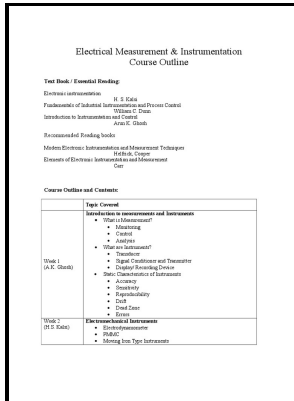 Electrical Measurement & Instrumentation
Course Outline
Text Book / Essential Reading:
Electronic instrumentation
H. S. Kalsi
Fundamentals of Industrial Instrumentation and Process Control
William C. Dunn
Introduction to Instrumentation and Control
Arun K. Ghosh
Recommended Reading books
Modern Electronic Instrumentation and Measurement Techniques
Helfrick, Cooper
Elements of Electronic Instrumentation and Measurement
Carr
Course Outline and Contents:
Topic Covered
Week 1
(A.K. Ghosh)
Introduction to measurements and Instruments
• What is Measurement?
• Monitoring
• Control
• Analysis
• What are Instruments?
• Transducer
• Signal Conditioner and Transmitter
• Display/ Recording Device
• Static Characteristics of Instruments
• Accuracy
• Sensitivity
• Reproducibility
• Drift
• Dead Zone
• Errors
Week 2
(H.S. Kalsi)
Electromechanical Instruments
• Electrodynamometer
• PMMC
• Moving Iron Type Instruments